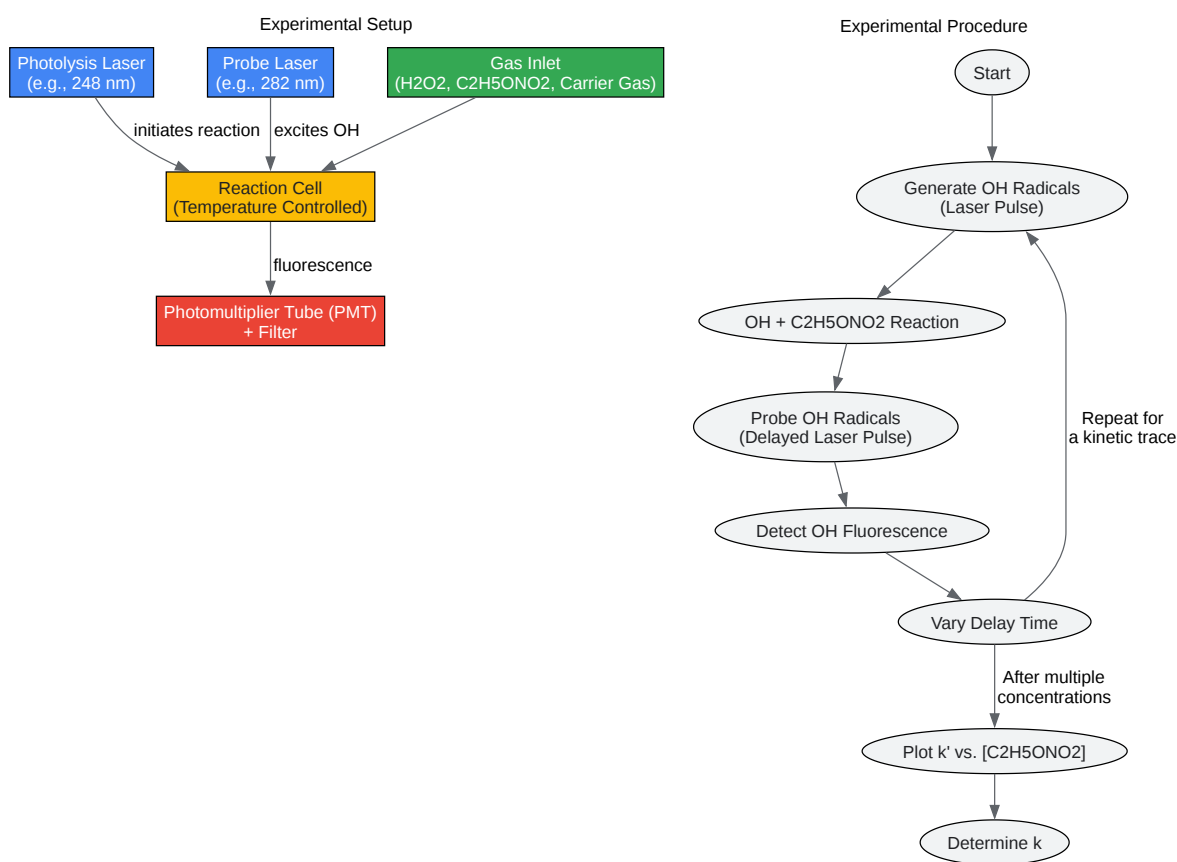 Experimental Setup
Photolysis Laser
(e.g., 248 nm)
Probe Laser
(e.g., 282 nm)
Gas Inlet
(H2O2, C2H5ONO2, Carrier Gas)
initiates reaction
excites OH
Reaction Cell
(Temperature Controlled)
fluorescence
Photomultiplier Tube (PMT)
+ Filter
Experimental Procedure
Start
Generate OH Radicals
(Laser Pulse)
OH + C2H5ONO2 Reaction
Probe OH Radicals
(Delayed Laser Pulse)
Repeat for
a kinetic trace
Detect OH Fluorescence
Vary Delay Time
After multiple
concentrations
Plot k' vs. [C2H5ONO2]
Determine k